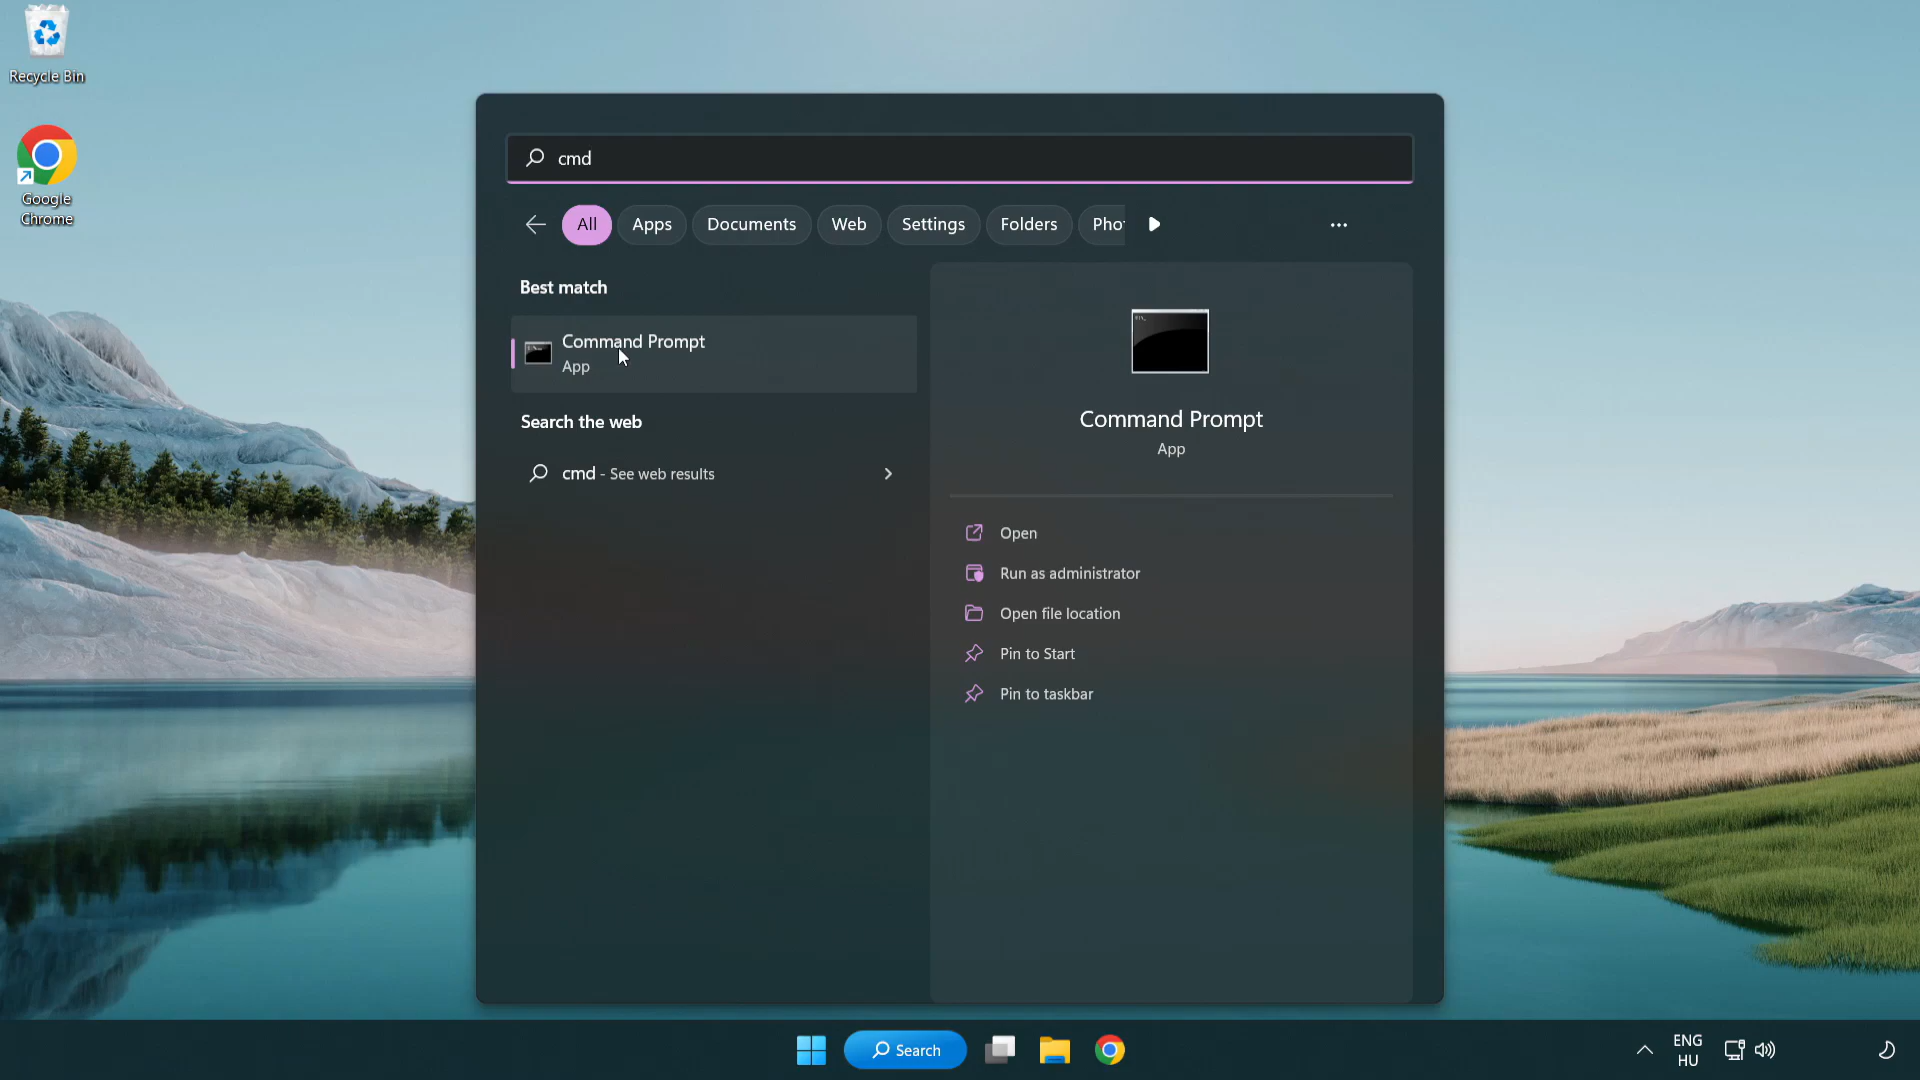 Recycle Bin
Google
Chrome
cmd
All
Apps
Documents
Web
Settings
Folders
Pho
Best match
Command Prompt
App
Search the web
cmd - See web results
Command Prompt
App
Open
Run as administrator
Open file location
Pin to Start
Pin to taskbar
Search
ENG
HU